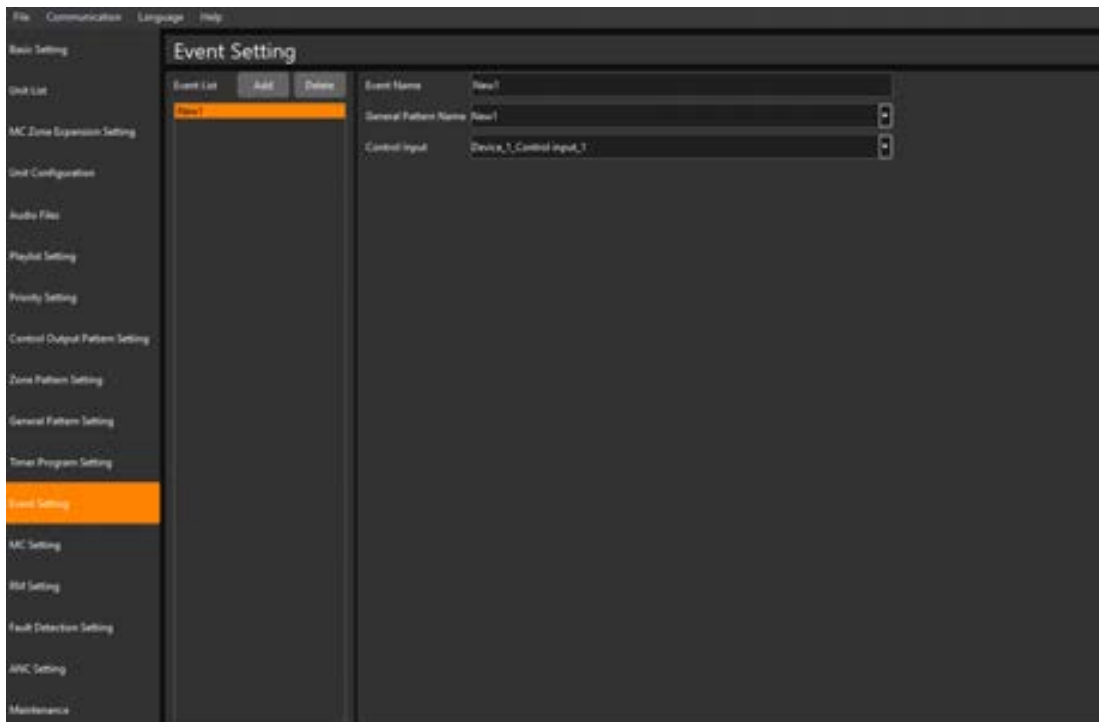 File Communication Language Help
Basic Setting
Unit List
MC Zone Expansion Setting
Unit Configuration
Audio Files
Playlist Setting
Priority Setting
Control Output Pattern Setting
Zone Pattern Setting
General Pattern Setting
Timer Program Setting
Event Setting
MC Setting
RM Setting
Fault Detection Setting
ANC Setting
Maintenance
Event Setting
Event List Add Delete
New1
Event Name New1
General Pattern Name New1
Control Input Device_1_Control input_1